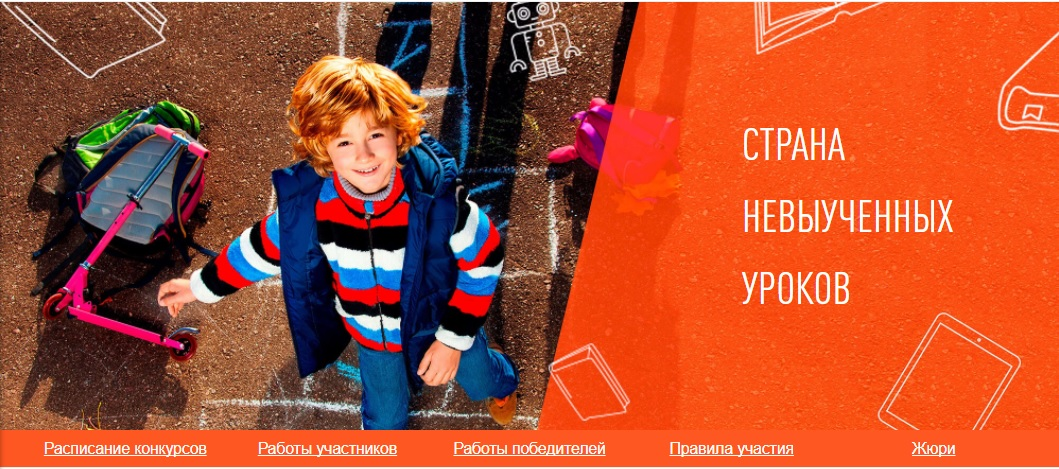 СТРАНА
НЕВЫУЧЕННЫХ
УРОКОВ
Расписание конкурсов Работы участников Работы победителей Правила участия Жюри